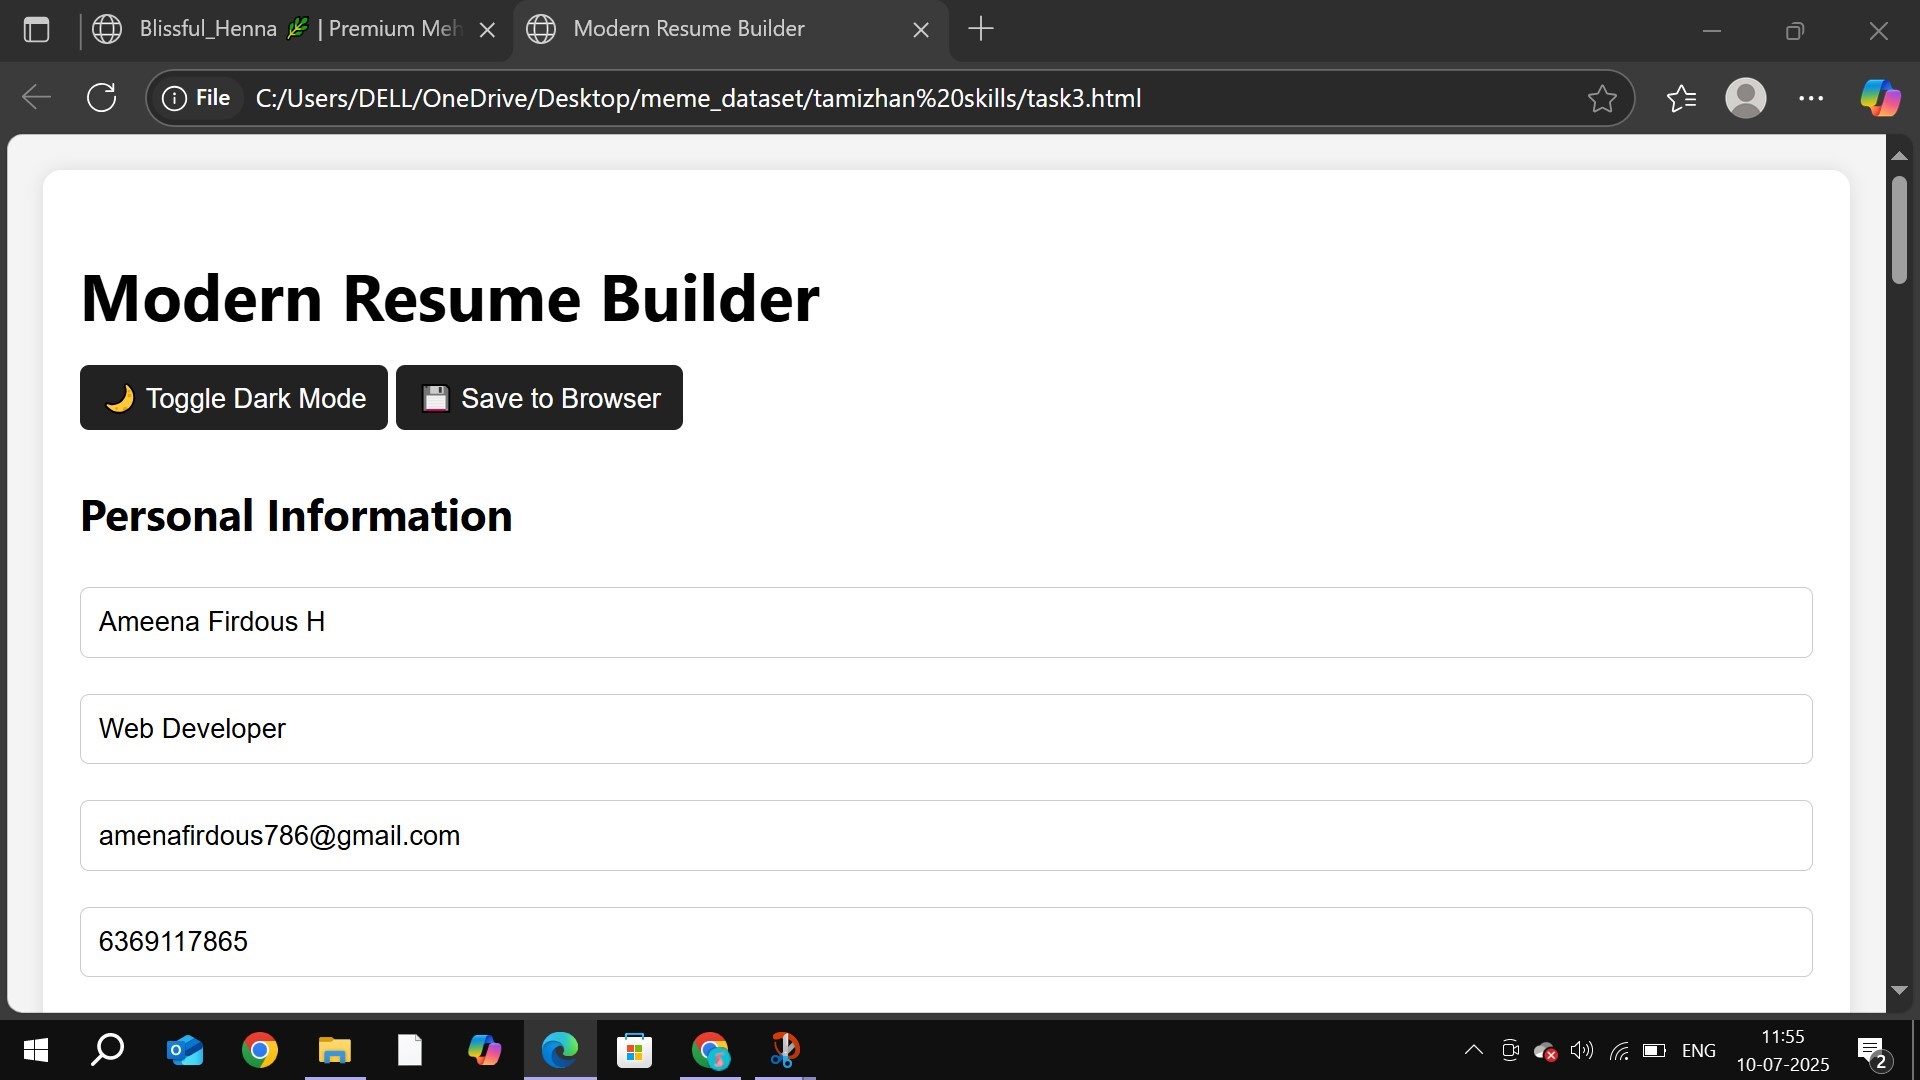 Blissful_Henna 🌿 | Premium Meh
Modern Resume Builder
File
C:/Users/DELL/OneDrive/Desktop/meme_dataset/tamizhan%20skills/task3.html
Modern Resume Builder
🌙 Toggle Dark Mode
💾 Save to Browser
Personal Information
Ameena Firdous H
Web Developer
amenafirdous786@gmail.com
6369117865
ENG
11:55
10-07-2025
2